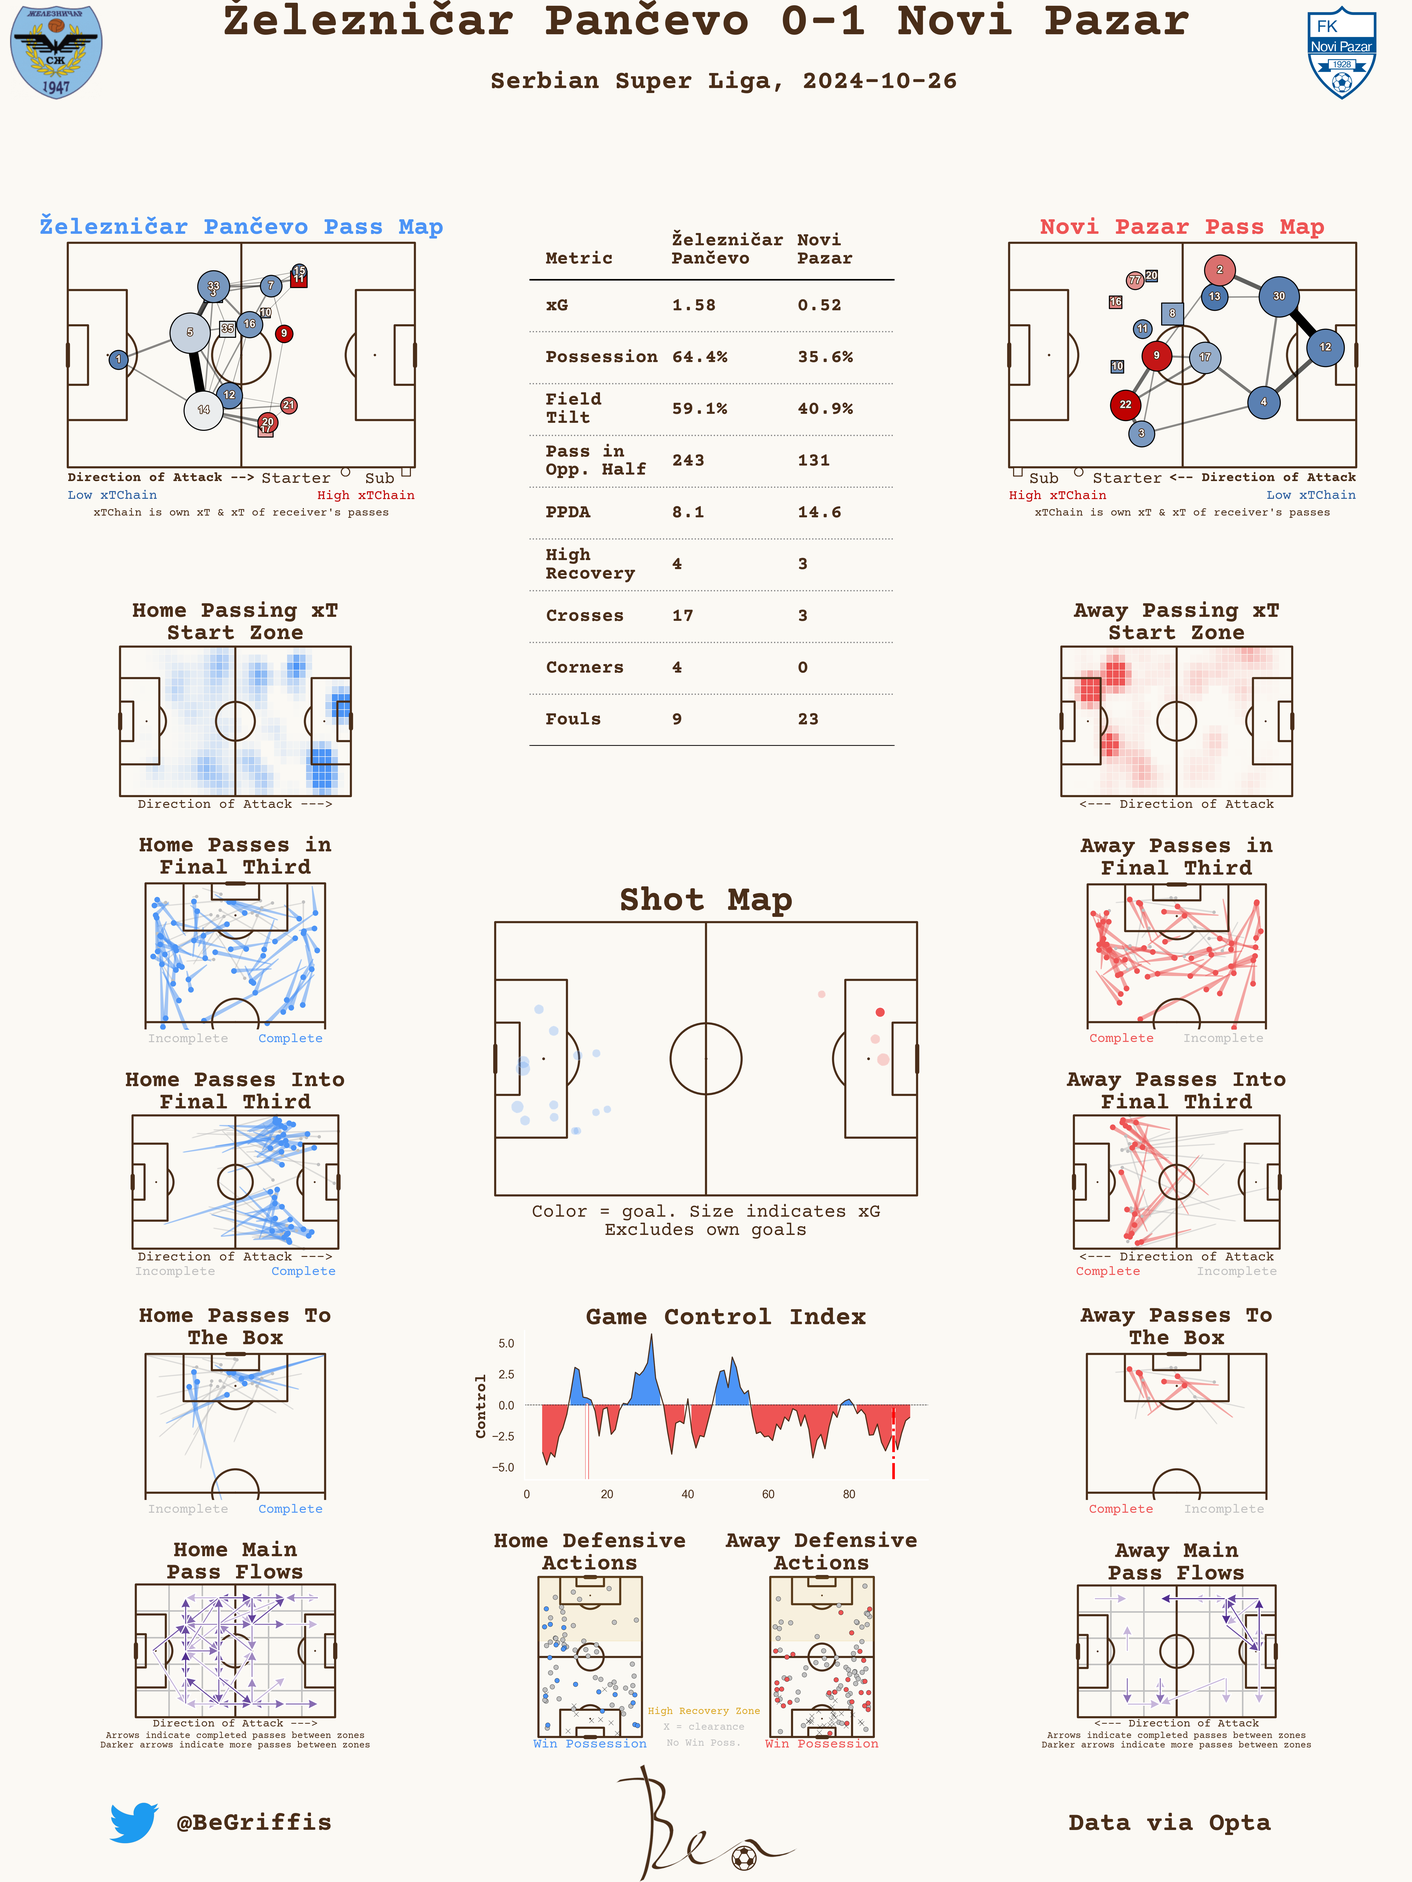 Železničar Pančevo 0-1 Novi Pazar
Serbian Super Liga, 2024-10-26
ЖЕЛЕЗНИЧАР
СЖ
1947
FK
Novi Pazar
1928
Železničar Pančevo Pass Map
1
5
33
3
14
12
35
16
10
7
15
11
9
21
20
17
Direction of Attack --> Starter Sub
Low xTChain High xTChain
xTChain is own xT & xT of receiver's passes
Metric Železničar Pančevo Novi Pazar
xG 1.58 0.52
Possession 64.4% 35.6%
Field Tilt 59.1% 40.9%
Pass in Opp. Half 243 131
PPDA 8.1 14.6
High Recovery 4 3
Crosses 17 3
Corners 4 0
Fouls 9 23
Novi Pazar Pass Map
77
20
16
2
13
30
8
11
12
9
17
10
22
4
3
Sub Starter <-- Direction of Attack
High xTChain Low xTChain
xTChain is own xT & xT of receiver's passes
Home Passing xT
Start Zone
Direction of Attack --->
Away Passing xT
Start Zone
<--- Direction of Attack
Home Passes in
Final Third
Incomplete Complete
Away Passes in
Final Third
Complete Incomplete
Shot Map
Color = goal. Size indicates xG
Excludes own goals
Home Passes Into
Final Third
Direction of Attack --->
Incomplete Complete
Away Passes Into
Final Third
<--- Direction of Attack
Complete Incomplete
Home Passes To
The Box
Incomplete Complete
Game Control Index
Control
5.0
2.5
0.0
−2.5
−5.0
0 20 40 60 80
Away Passes To
The Box
Complete Incomplete
Home Main
Pass Flows
Direction of Attack --->
Arrows indicate completed passes between zones
Darker arrows indicate more passes between zones
Home Defensive
Actions
Win Possession
High Recovery Zone
X = clearance
No Win Poss.
Away Defensive
Actions
Win Possession
Away Main
Pass Flows
<--- Direction of Attack
Arrows indicate completed passes between zones
Darker arrows indicate more passes between zones
@BeGriffis
Ben
Data via Opta